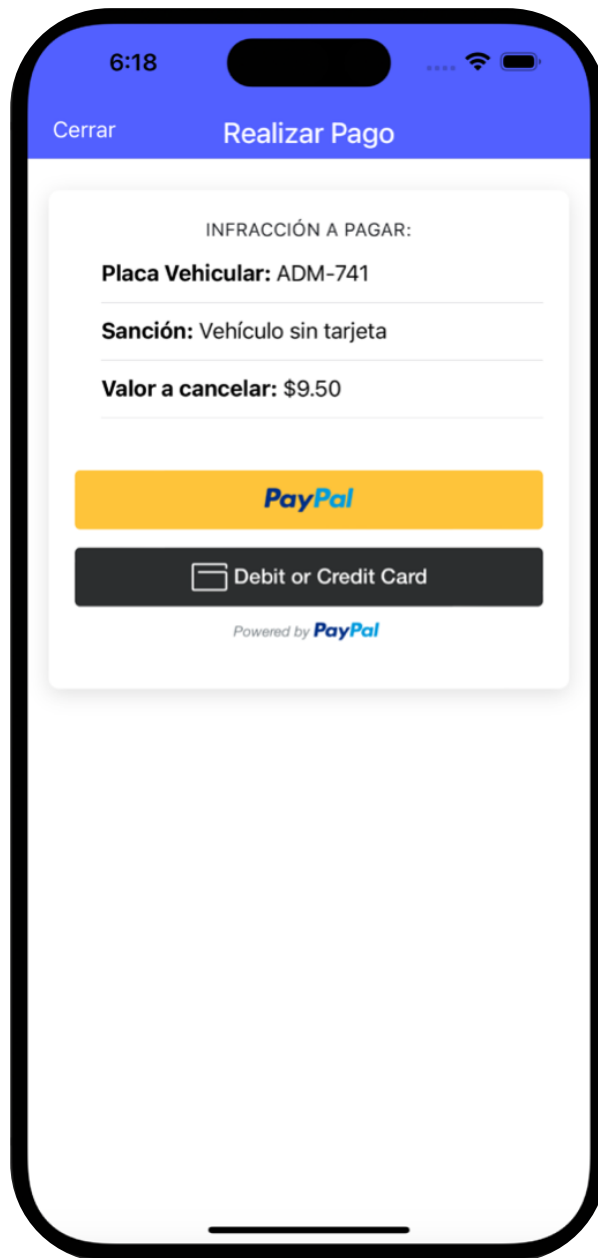 6:18
Cerrar
Realizar Pago
INFRACCIÓN A PAGAR:
Placa Vehicular: ADM-741
Sanción: Vehículo sin tarjeta
Valor a cancelar: $9.50
PayPal
Debit or Credit Card
Powered by PayPal